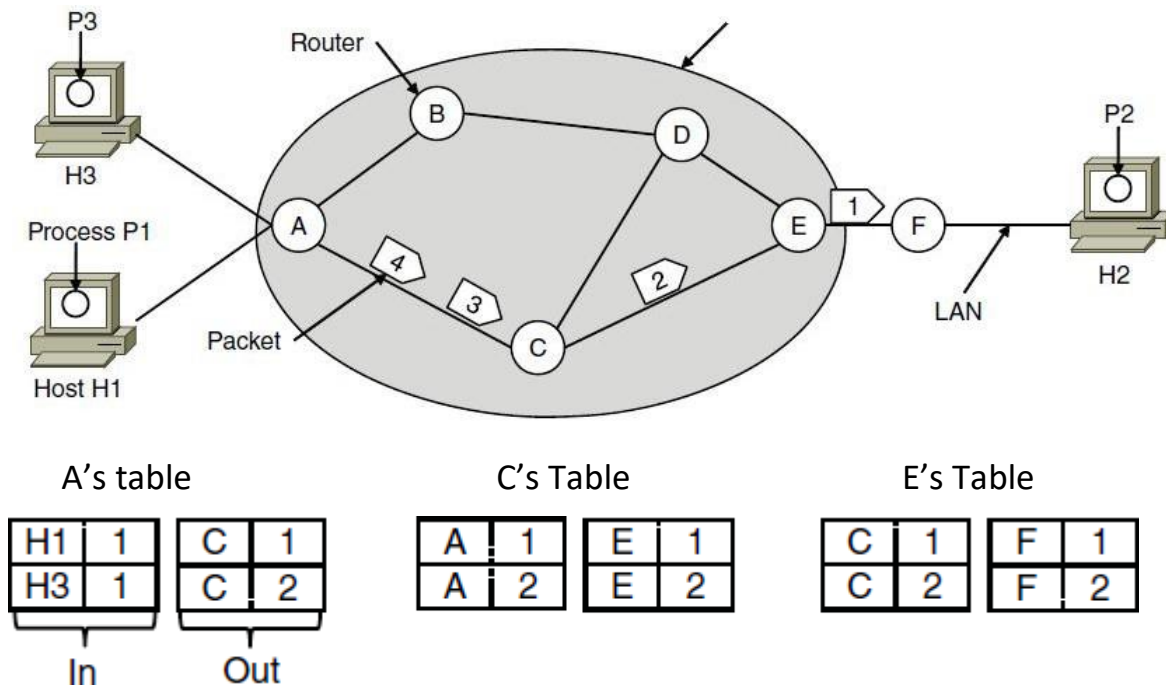 P3
Router
B
D
P2
H3
A
E
1
F
Process P1
4
2
H2
3
LAN
Packet
C
Host H1
A's table
C's Table
E's Table
H1 1 C 1
H3 1 C 2
In Out
A 1 E 1
A 2 E 2
C 1 F 1
C 2 F 2